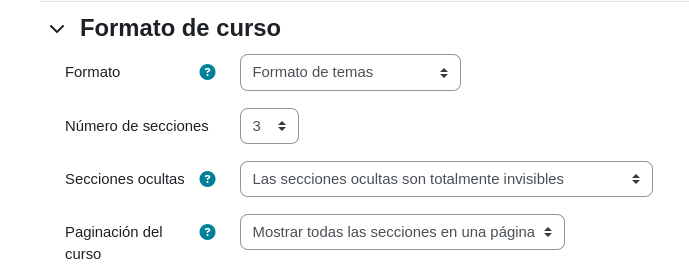 Formato de curso
Formato ? Formato de temas
Número de secciones 3
Secciones ocultas ? Las secciones ocultas son totalmente invisibles
Paginación del ? Mostrar todas las secciones en una página
curso